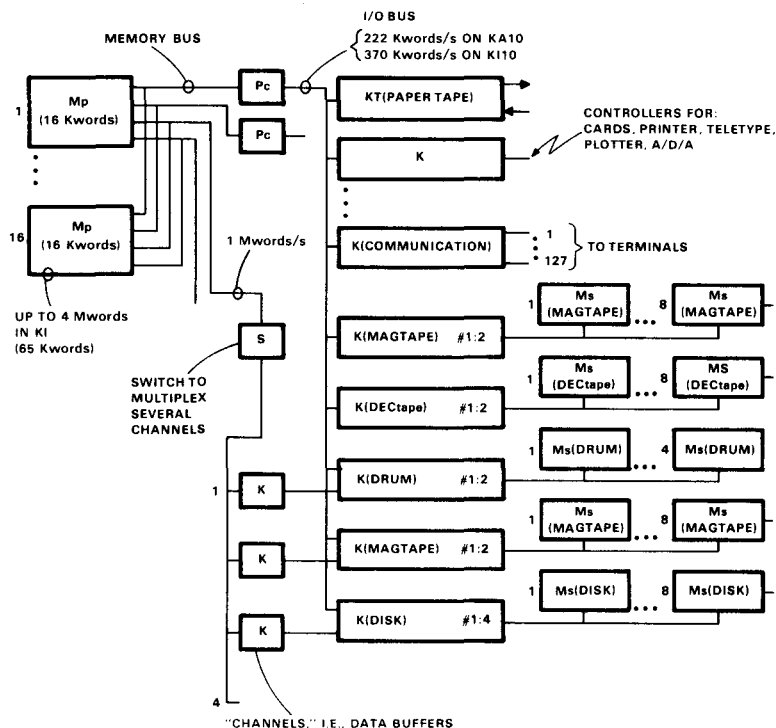 I/O BUS
222 Kwords/s ON KA10
370 Kwords/s ON KI10
MEMORY BUS
1
Mp
(16 Kwords)
Pc
Pc
16
Mp
(16 Kwords)
UP TO 4 Mwords
IN KI
(65 Kwords)
1 Mwords/s
S
SWITCH TO
MULTIPLEX
SEVERAL
CHANNELS
1
K
K
K
4
"CHANNELS," I.E., DATA BUFFERS
KT(PAPER TAPE)
K
CONTROLLERS FOR:
CARDS, PRINTER, TELETYPE,
PLOTTER, A/D/A
K(COMMUNICATION)
1
127
TO TERMINALS
K(MAGTAPE) #1:2
1
Ms
(MAGTAPE)
8
Ms
(MAGTAPE)
K(DECtape) #1:2
1
Ms
(DECtape)
8
MS
(DECtape)
K(DRUM) #1:2
1
Ms(DRUM)
4
Ms(DRUM)
K(MAGTAPE) #1:2
1
Ms
(MAGTAPE)
8
Ms
(MAGTAPE)
K(DISK) #1:4
1
Ms(DISK)
8
Ms(DISK)